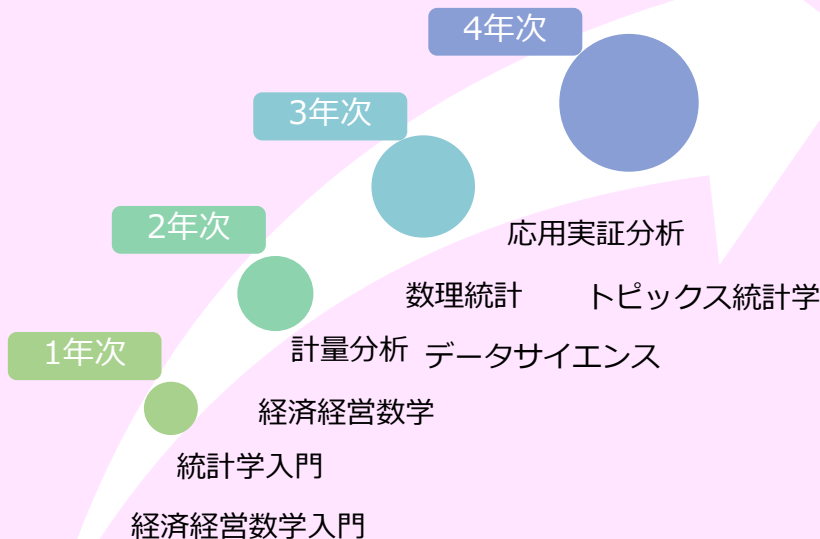 4年次
3年次
2年次
応用実証分析
数理統計 トピックス統計学
1年次
計量分析 データサイエンス
経済経営数学
統計学入門
経済経営数学入門